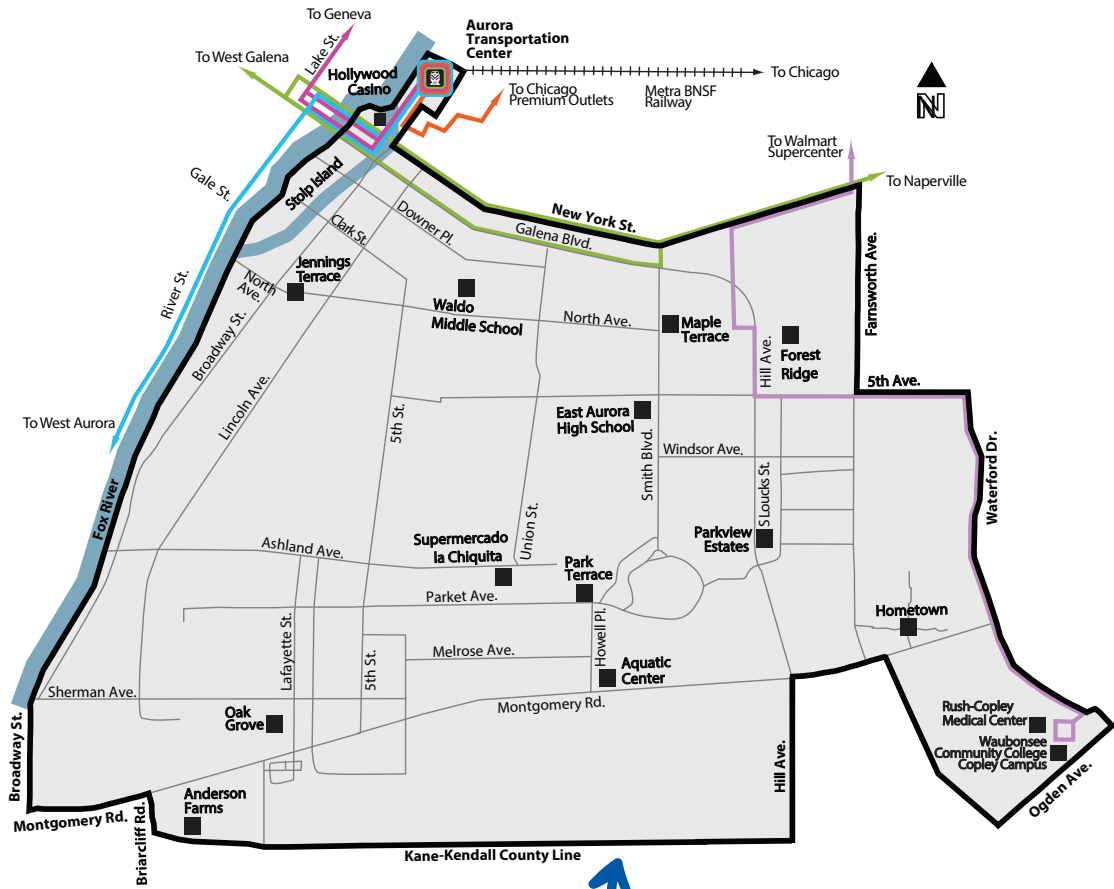 To Geneva
Aurora
Transportation
Center
To West Galena
Lake St.
Hollywood
Casino
To Chicago
To Chicago
Premium Outlets
Metra BNSF
Railway
N
To Walmart
Supercenter
To Naperville
Gale St.
Stolp Island
New York St.
Galena Blvd.
Downer Pl.
Clark St.
Farnsworth Ave.
River St.
North
Ave.
Jennings
Terrace
Waldo
Middle School
North Ave.
Maple
Terrace
Hill Ave.
Forest
Ridge
Broadway St.
Lincoln Ave.
5th Ave.
To West Aurora
5th St.
East Aurora
High School
Smith Blvd.
Windsor Ave.
S Loucks St.
Waterford Dr.
Fox River
Ashland Ave.
Supermercado
la Chiquita
Union St.
Parkview
Estates
Park
Terrace
Parket Ave.
Hometown
Lafayette St.
5th St.
Melrose Ave.
Howell Pl.
Aquatic
Center
Sherman Ave.
Montgomery Rd.
Oak
Grove
Rush-Copley
Medical Center
Waubonsee
Community College
Copley Campus
Broadway St.
Hill Ave.
Ogden Ave.
Anderson
Farms
Montgomery Rd.
Briarcliff Rd.
Kane-Kendall County Line